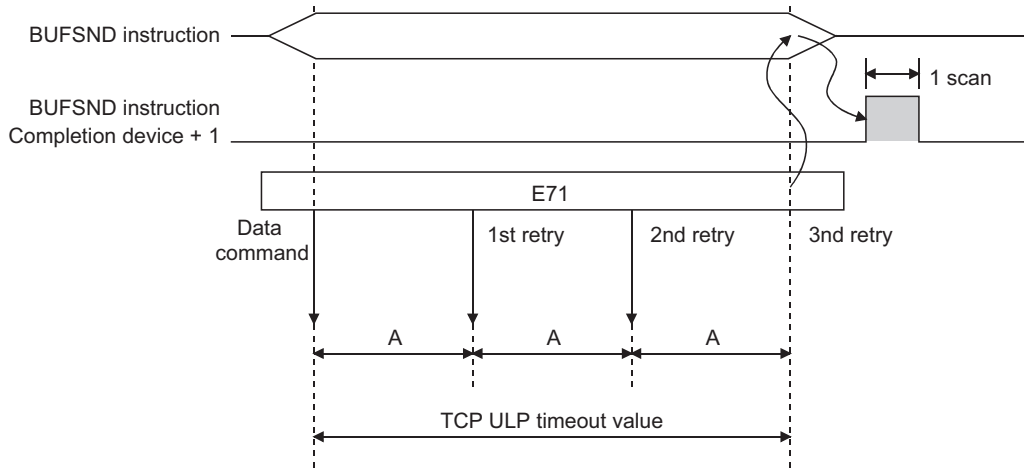 BUFSND instruction
1 scan
BUFSND instruction
Completion device + 1
E71
Data
command
1st retry
2nd retry
3nd retry
A
A
A
TCP ULP timeout value